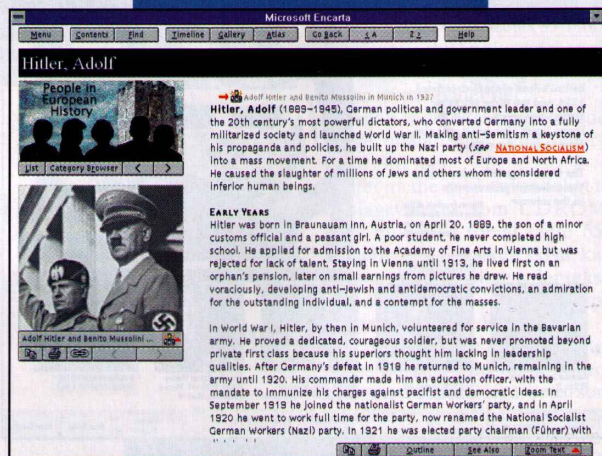 Microsoft Encarta
Menu Contents Find Timeline Gallery Atlas Go Back < A Z > Help
Hitler, Adolf
People in
European
History
List Category Browser < >
Adolf Hitler and Benito Mussolini ...
Adolf Hitler and Benito Mussolini in Munich in 1937
Hitler, Adolf (1889-1945), German political and government leader and one of
the 20th century's most powerful dictators, who converted Germany into a fully
militarized society and launched World War II. Making anti-Semitism a keystone of
his propaganda and policies, he built up the Nazi party (see NATIONAL SOCIALISM)
into a mass movement. For a time he dominated most of Europe and North Africa.
He caused the slaughter of millions of Jews and others whom he considered
inferior human beings.
EARLY YEARS
Hitler was born in Braunauam Inn, Austria, on April 20, 1889, the son of a minor
customs official and a peasant girl. A poor student, he never completed high
school. He applied for admission to the Academy of Fine Arts in Vienna but was
rejected for lack of talent. Staying in Vienna until 1913, he lived first on an
orphan's pension, later on small earnings from pictures he drew. He read
voraciously, developing anti-Jewish and antidemocratic convictions, an admiration
for the outstanding individual, and a contempt for the masses.
In World War I, Hitler, by then in Munich, volunteered for service in the Bavarian
army. He proved a dedicated, courageous soldier, but was never promoted beyond
private first class because his superiors thought him lacking in leadership
qualities. After Germany's defeat in 1918 he returned to Munich, remaining in the
army until 1920. His commander made him an education officer, with the
mandate to immunize his charges against pacifist and democratic ideas. In
September 1919 he joined the nationalist German Workers' party, and in April
1920 he went to work full time for the party, now renamed the National Socialist
German Workers (Nazi) party. In 1921 he was elected party chairman (Führer) with
Outline See Also Zoom Text